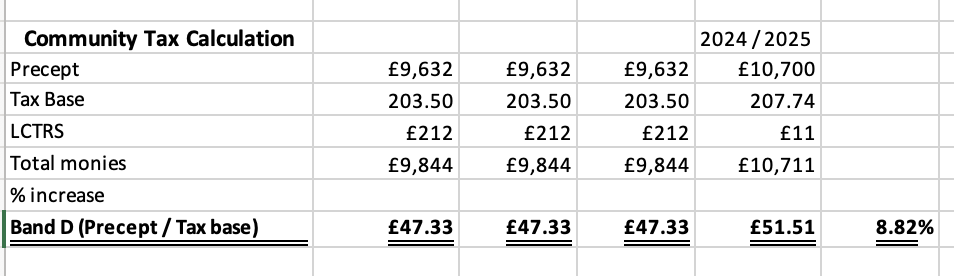 Community Tax Calculation 2024 / 2025
Precept £9,632 £9,632 £9,632 £10,700
Tax Base 203.50 203.50 203.50 207.74
LCTRS £212 £212 £212 £11
Total monies £9,844 £9,844 £9,844 £10,711
% increase
Band D (Precept / Tax base) £47.33 £47.33 £47.33 £51.51 8.82%